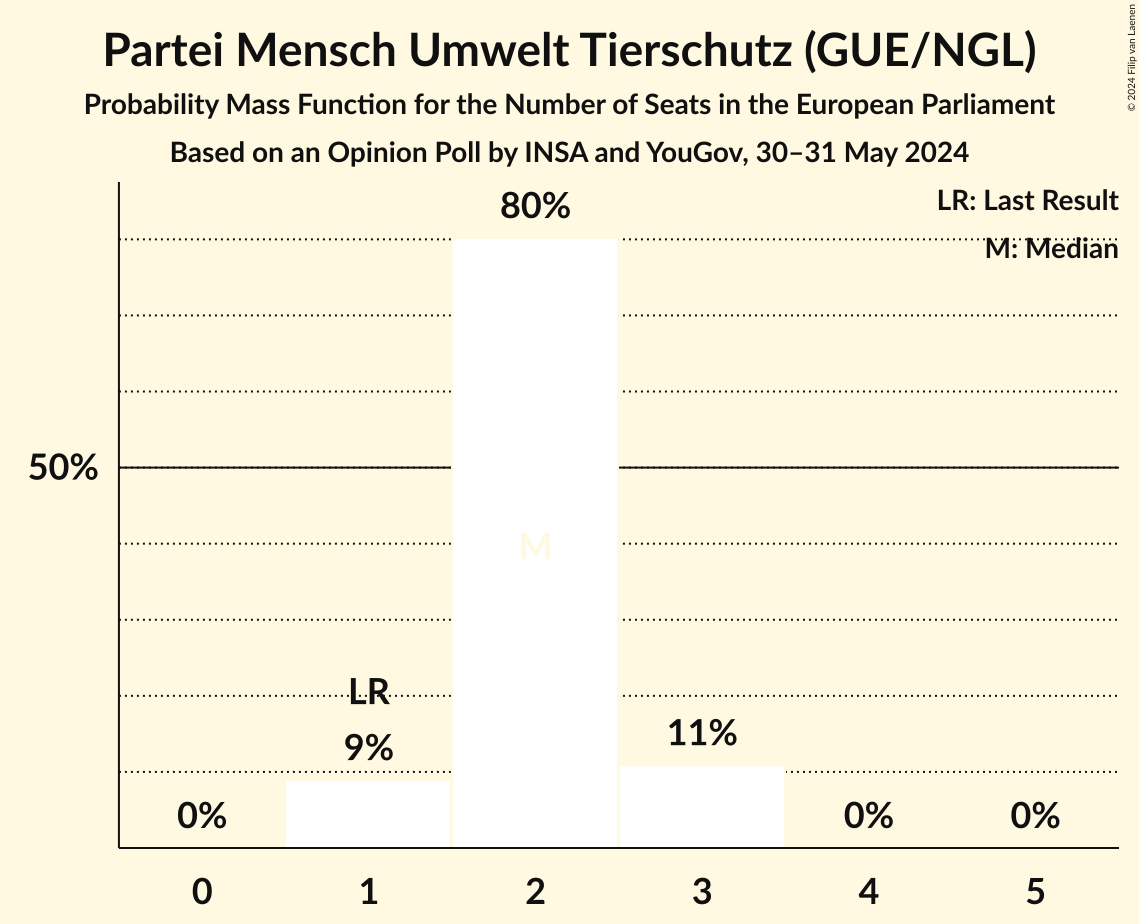 Partei Mensch Umwelt Tierschutz (GUE/NGL)
Probability Mass Function for the Number of Seats in the European Parliament
Based on an Opinion Poll by INSA and YouGov, 30–31 May 2024
© 2024 Filip van Laenen
LR: Last Result
M: Median
80%
50%
M
LR
9%
11%
0%
0%
0%
0 1 2 3 4 5